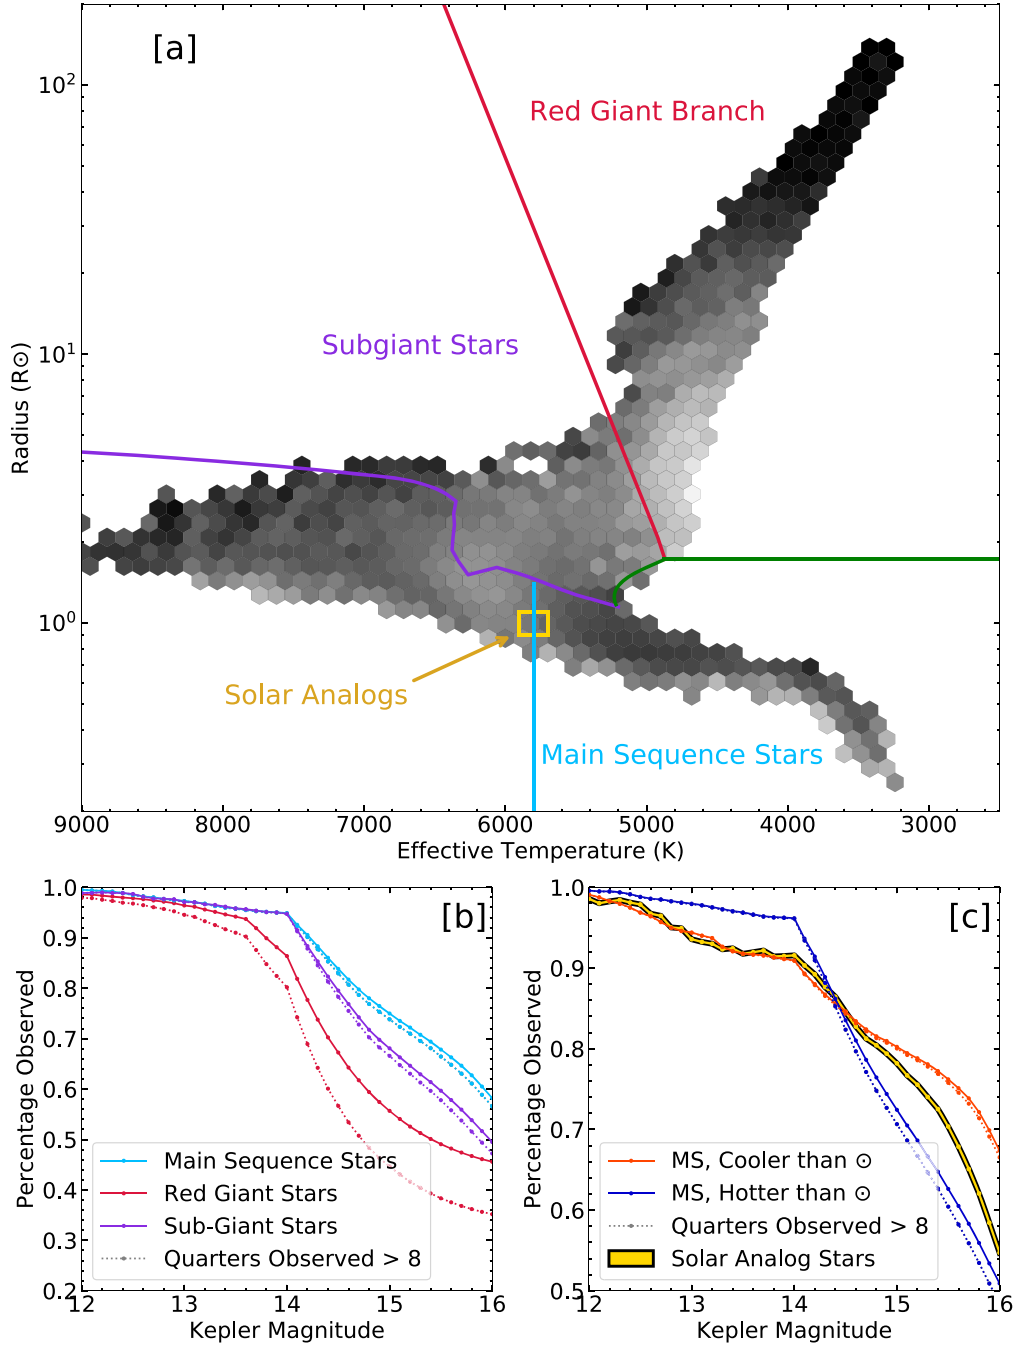 [a]
10²
10¹
10⁰
Radius (R⊙)
Red Giant Branch
Subgiant Stars
Solar Analogs
Main Sequence Stars
9000 8000 7000 6000 5000 4000 3000
Effective Temperature (K)
[b]
1.0
0.9
0.8
0.7
0.6
0.5
0.4
0.3
0.2
Percentage Observed
Main Sequence Stars
Red Giant Stars
Sub-Giant Stars
Quarters Observed > 8
12 13 14 15 16
Kepler Magnitude
[c]
1.0
0.9
0.8
0.7
0.6
0.5
Percentage Observed
MS, Cooler than ⊙
MS, Hotter than ⊙
Quarters Observed > 8
Solar Analog Stars
12 13 14 15 16
Kepler Magnitude